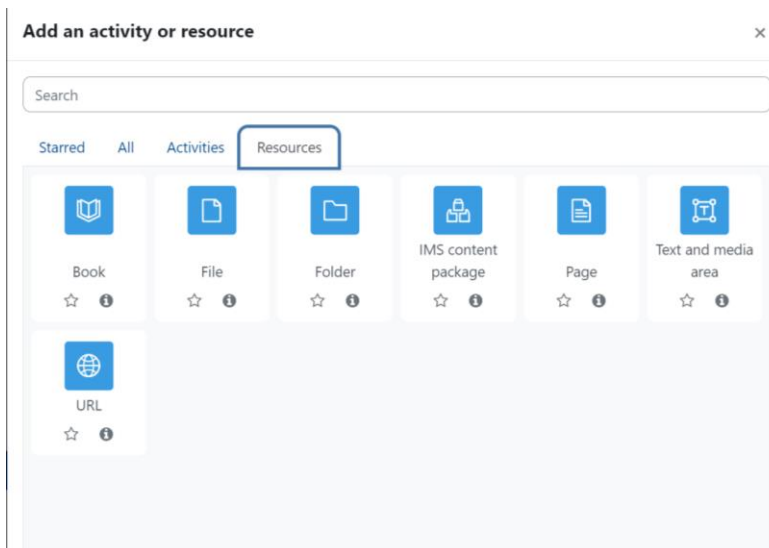 Add an activity or resource
×
Search
Starred All Activities Resources
Book
File
Folder
IMS content
package
Page
Text and media
area
URL